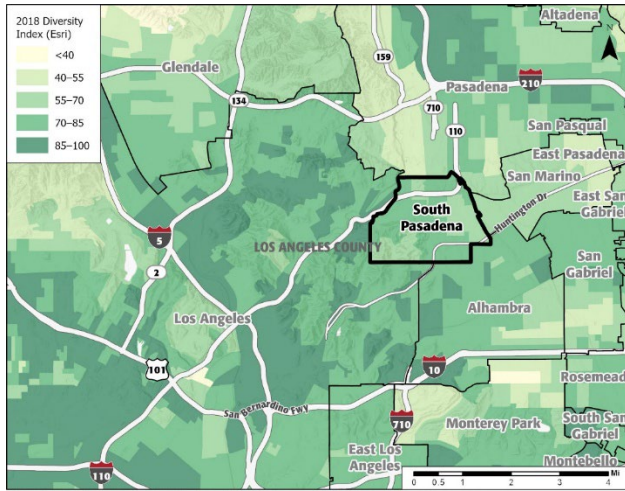 2018 Diversity
Index (Esri)
<40
40–55
55–70
70–85
85–100
Altadena
N
Glendale
159
Pasadena
210
134
710
110
San Pasqual
East Pasadena
San Marino
South
Pasadena
Huntington Dr
East San
Gabriel
LOS ANGELES COUNTY
5
2
San
Gabriel
Los Angeles
Alhambra
101
10
Rosemead
San Bernardino Fwy
710
Monterey Park
South San
Gabriel
East Los
Angeles
Montebello
110
Mi
0 0.5 1 2 3 4